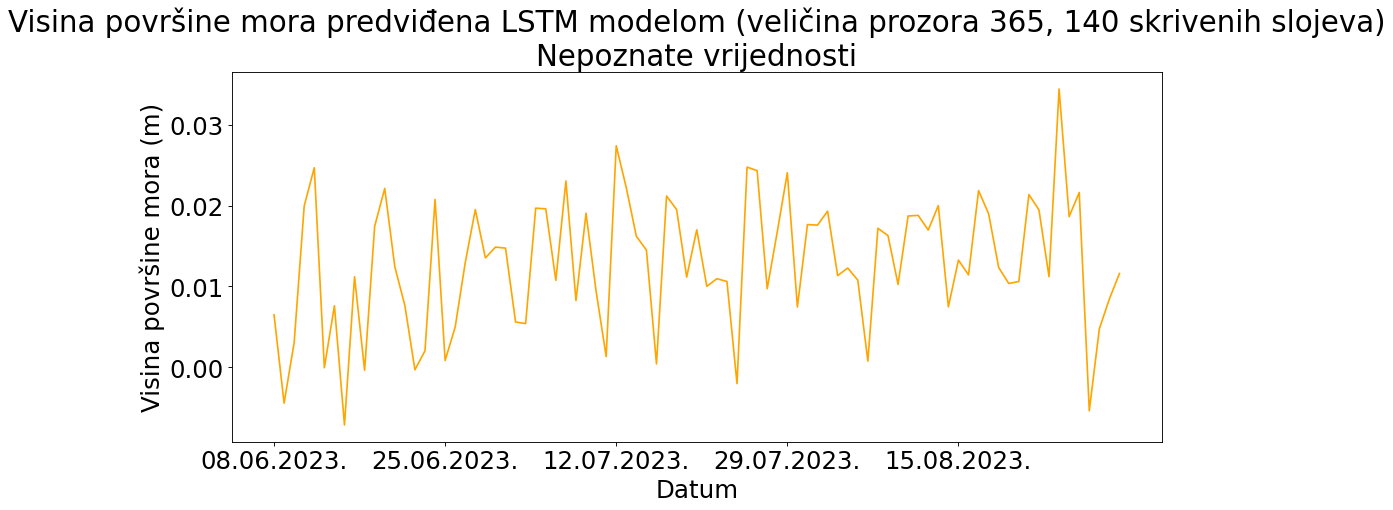 Visina površine mora predviđena LSTM modelom (veličina prozora 365, 140 skrivenih slojeva)
Nepoznate vrijednosti
Visina površine mora (m)
0.03
0.02
0.01
0.00
08.06.2023. 25.06.2023. 12.07.2023. 29.07.2023. 15.08.2023.
Datum